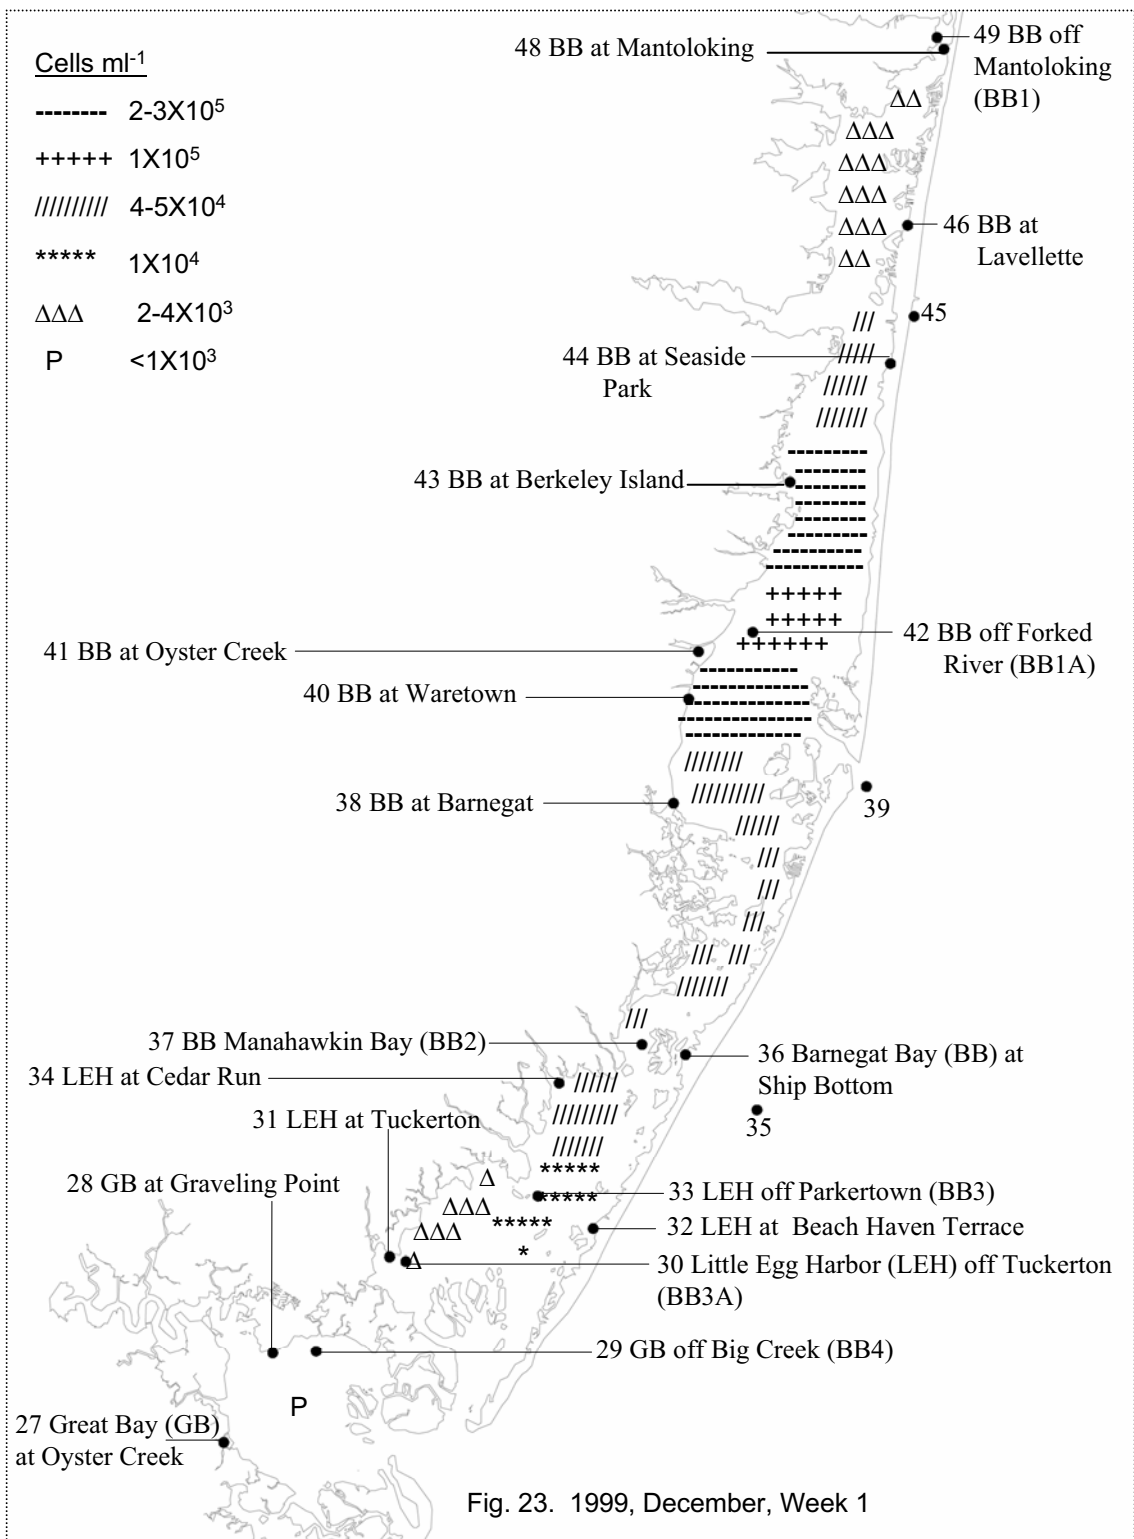 Cells ml-1
-------- 2-3X105
+++++ 1X105
////////// 4-5X104
***** 1X104
ΔΔΔ 2-4X103
P <1X103
48 BB at Mantoloking
49 BB off
Mantoloking
(BB1)
46 BB at
Lavellette
45
44 BB at Seaside
Park
43 BB at Berkeley Island
42 BB off Forked
River (BB1A)
41 BB at Oyster Creek
40 BB at Waretown
38 BB at Barnegat
39
37 BB Manahawkin Bay (BB2)
36 Barnegat Bay (BB) at
Ship Bottom
34 LEH at Cedar Run
35
31 LEH at Tuckerton
28 GB at Graveling Point
33 LEH off Parkertown (BB3)
32 LEH at Beach Haven Terrace
30 Little Egg Harbor (LEH) off Tuckerton
(BB3A)
29 GB off Big Creek (BB4)
P
27 Great Bay (GB)
at Oyster Creek
Fig. 23. 1999, December, Week 1